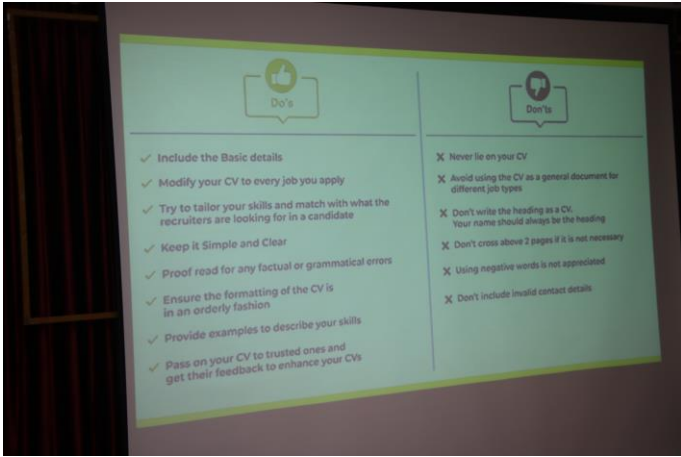 Do's
Include the Basic details
Modify your CV to every job you apply
Try to tailor your skills and match with what the
recruiters are looking for in a candidate
Keep it Simple and Clear
Proof read for any factual or grammatical errors
Ensure the formatting of the CV is
in an orderly fashion
Provide examples to describe your skills
Pass on your CV to trusted ones and
get their feedback to enhance your CVs
Don'ts
Never lie on your CV
Avoid using the CV as a general document for
different job types
Don't write the heading as a CV.
Your name should always be the heading
Don't cross above 2 pages if it is not necessary
Using negative words is not appreciated
Don't include invalid contact details